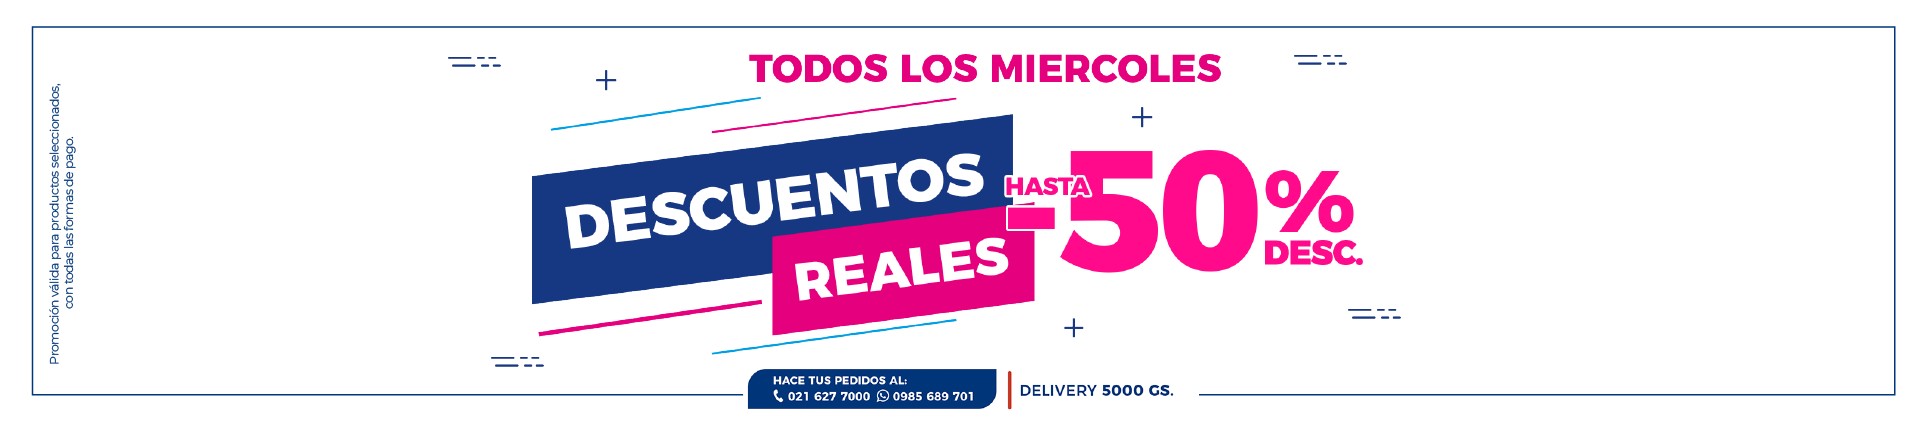 TODOS LOS MIERCOLES
DESCUENTOS
REALES
HASTA
-50%
DESC.
Promoción válida para productos seleccionados,
con todas las formas de pago.
HACE TUS PEDIDOS AL:
021 627 7000 0985 689 701
DELIVERY 5000 GS.